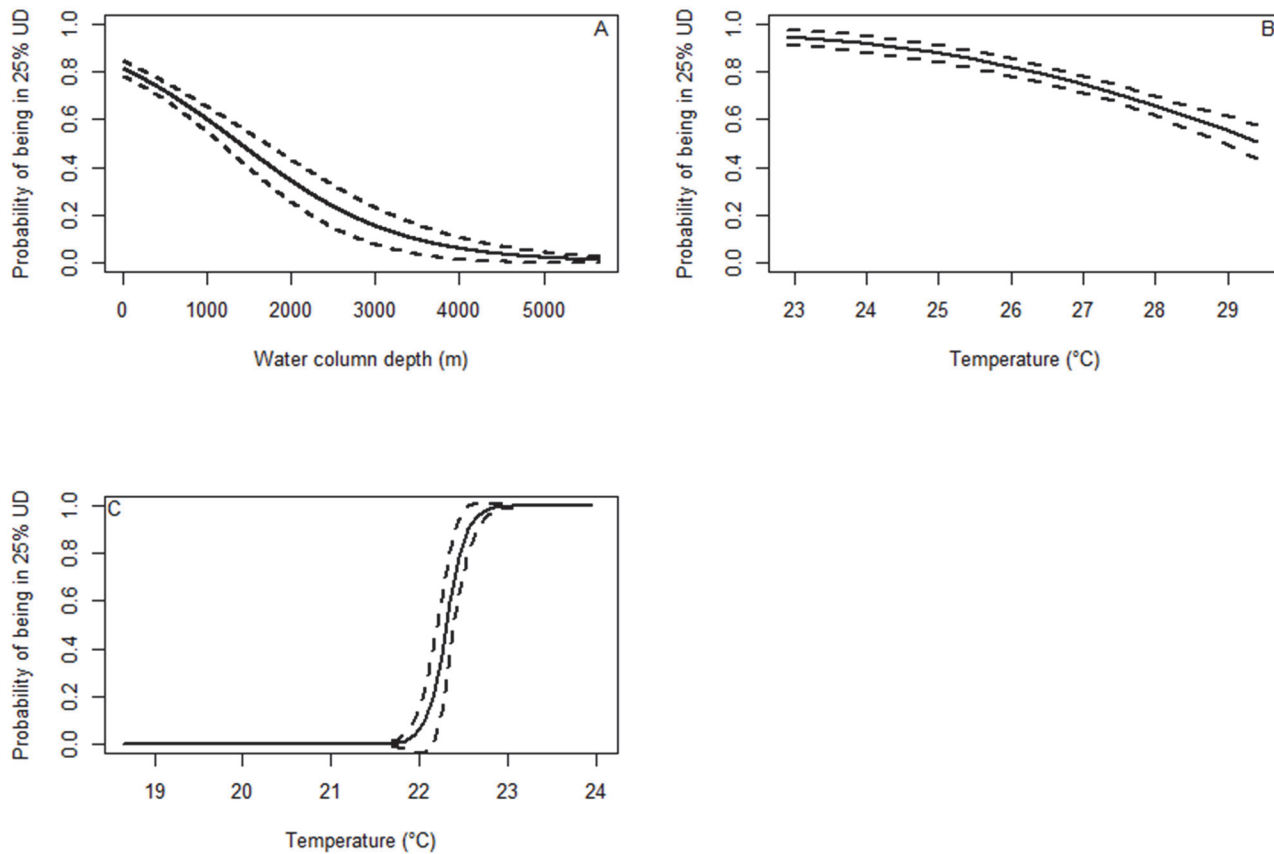 A
Probability of being in 25% UD
1.0
0.8
0.6
0.4
0.2
0.0
0 1000 2000 3000 4000 5000
Water column depth (m)
B
Probability of being in 25% UD
1.0
0.8
0.6
0.4
0.2
0.0
23 24 25 26 27 28 29
Temperature (°C)
C
Probability of being in 25% UD
1.0
0.8
0.6
0.4
0.2
0.0
19 20 21 22 23 24
Temperature (°C)